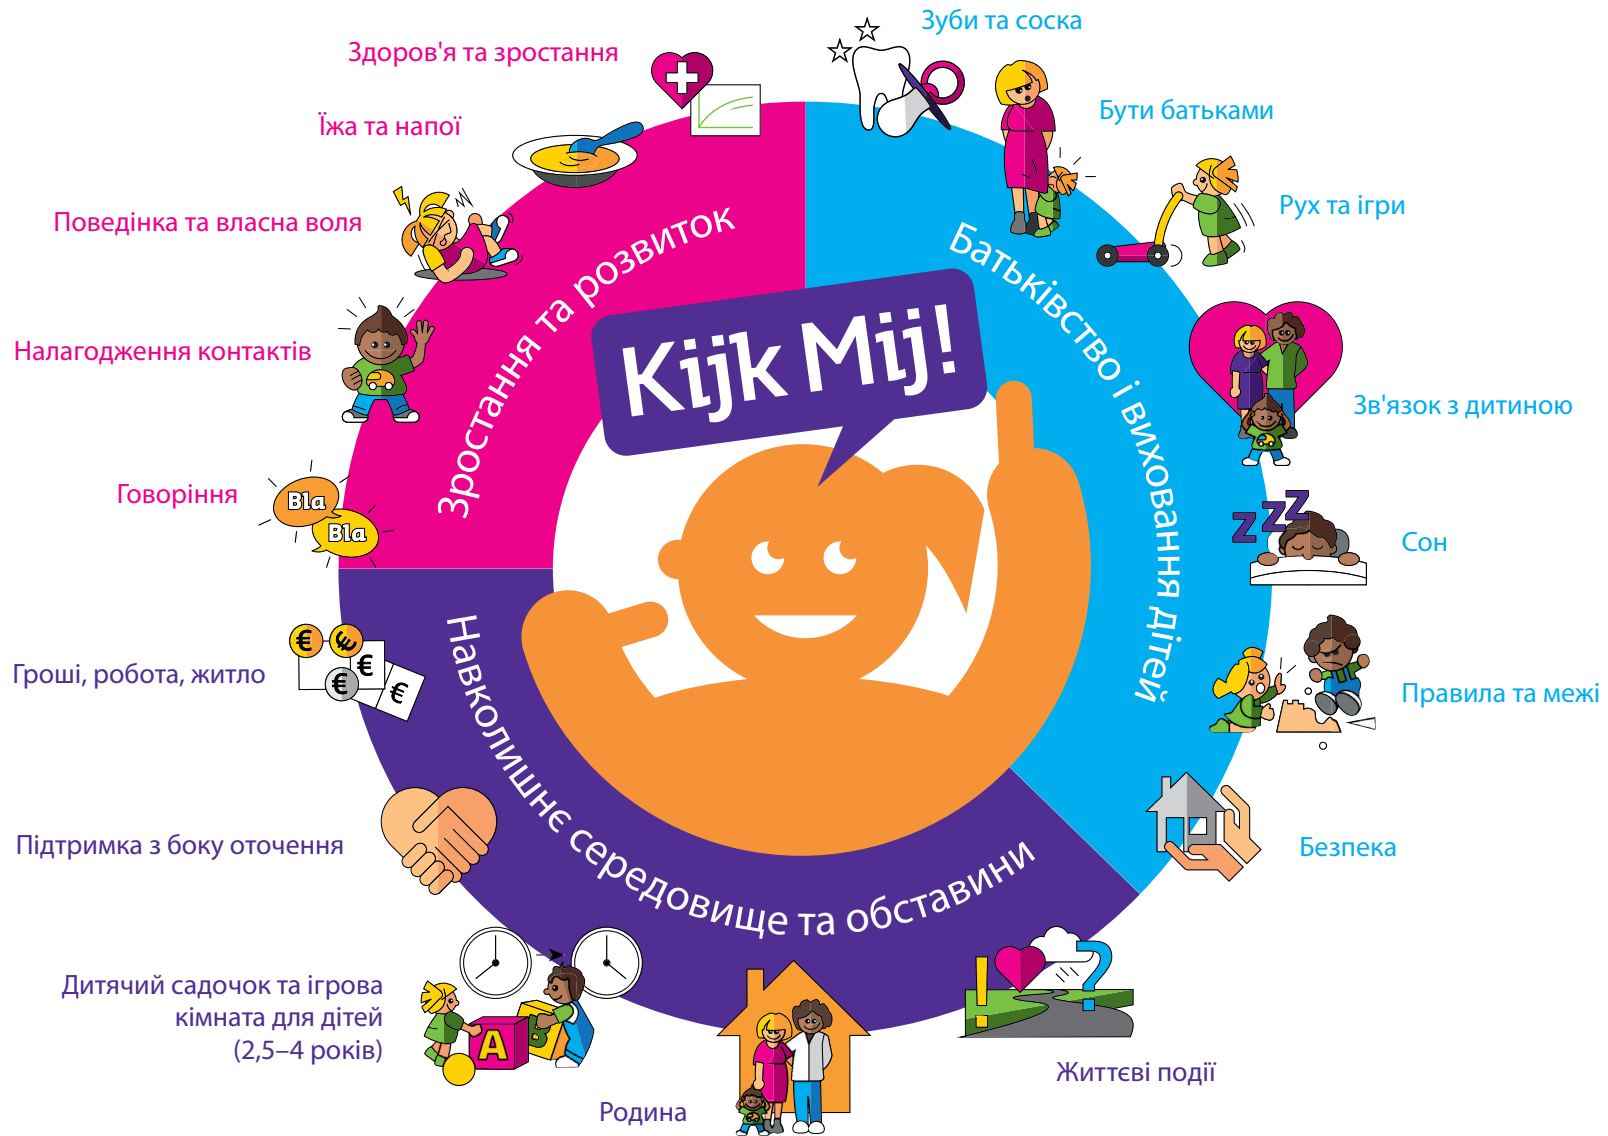 Зуби та соска
Здоров'я та зростання
Бути батьками
Їжа та напої
Рух та ігри
Поведінка та власна воля
Зростання та розвиток
Батьківство і виховання дітей
Kijk Mij!
Налагодження контактів
Зв'язок з дитиною
Говоріння
Bla
Bla
z z z
Сон
Гроші, робота, житло
€ €
€
€
€
Правила та межі
Навколишнє середовище та обставини
Підтримка з боку оточення
Безпека
Дитячий садочок та ігрова
кімната для дітей
(2,5–4 років)
A B
! ?
Життєві події
Родина